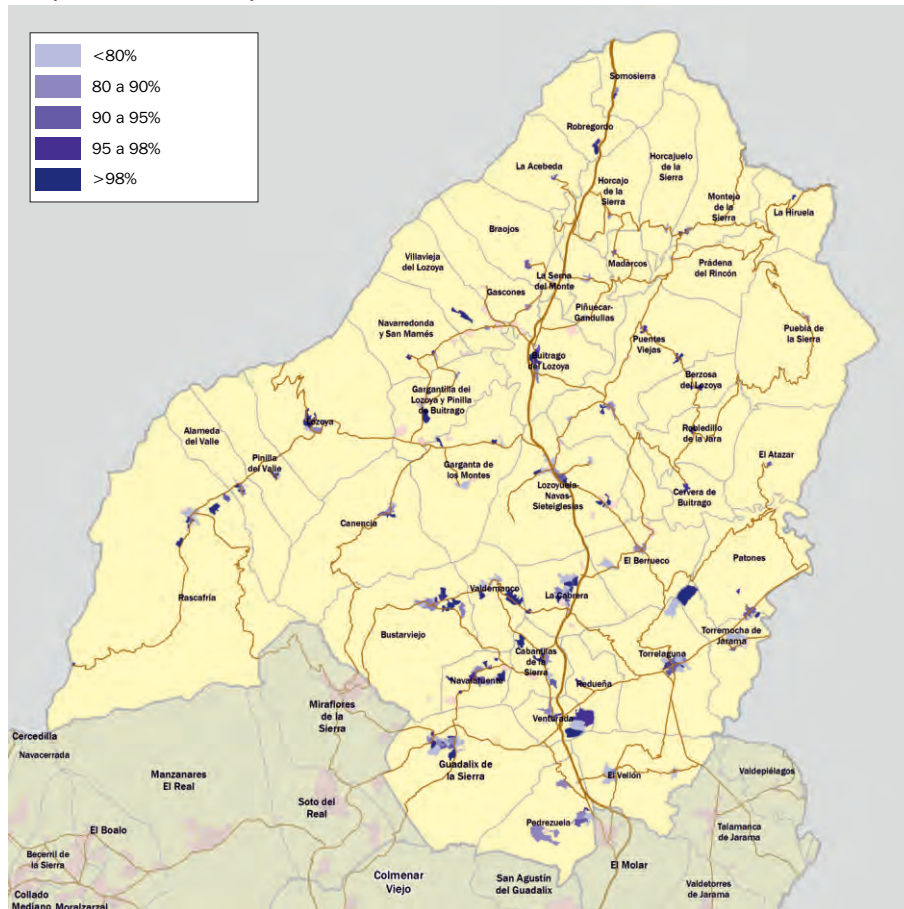 <80%
80 a 90%
90 a 95%
95 a 98%
>98%
Somosierra
Robregordo
La Acebeda
Horcajo
de la
Sierra
Horcajuelo
de la
Sierra
Montejo
de la
Sierra
La Hiruela
Braojos
Madarcos
Prádena
del Rincón
Villavieja
del Lozoya
La Serna
del Monte
Gascones
Piñuecar-
Gandullas
Puebla de
la Sierra
Navarredonda
y San Mamés
Puentes
Viejas
Buitrago
del Lozoya
Berzosa
del Lozoya
Gargantilla del
Lozoya y Pinilla
de Buitrago
Lozoya
Robledillo
de la Jara
Alameda
del Valle
Pinilla
del Valle
El Atazar
Garganta de
los Montes
Lozoyuela-
Navas-
Sieteiglesias
Cervera de
Buitrago
Canencia
El Berrueco
Patones
Rascafría
Valdemanco
La Cabrera
Bustarviejo
Torremocha de
Jarama
Cabanillas
de la
Sierra
Torrelaguna
Navalafuente
Redueña
Miraflores
de la
Sierra
Venturada
Cercedilla
Navacerrada
Guadalix de
la Sierra
El Vellón
Valdepiélagos
Manzanares
El Real
Soto del
Real
Pedrezuela
Talamanca
de Jarama
El Boalo
Becerril de
la Sierra
El Molar
Colmenar
Viejo
San Agustín
del Guadalix
Valdetorres
de Jarama
Collado
Mediano
Moralzarzal